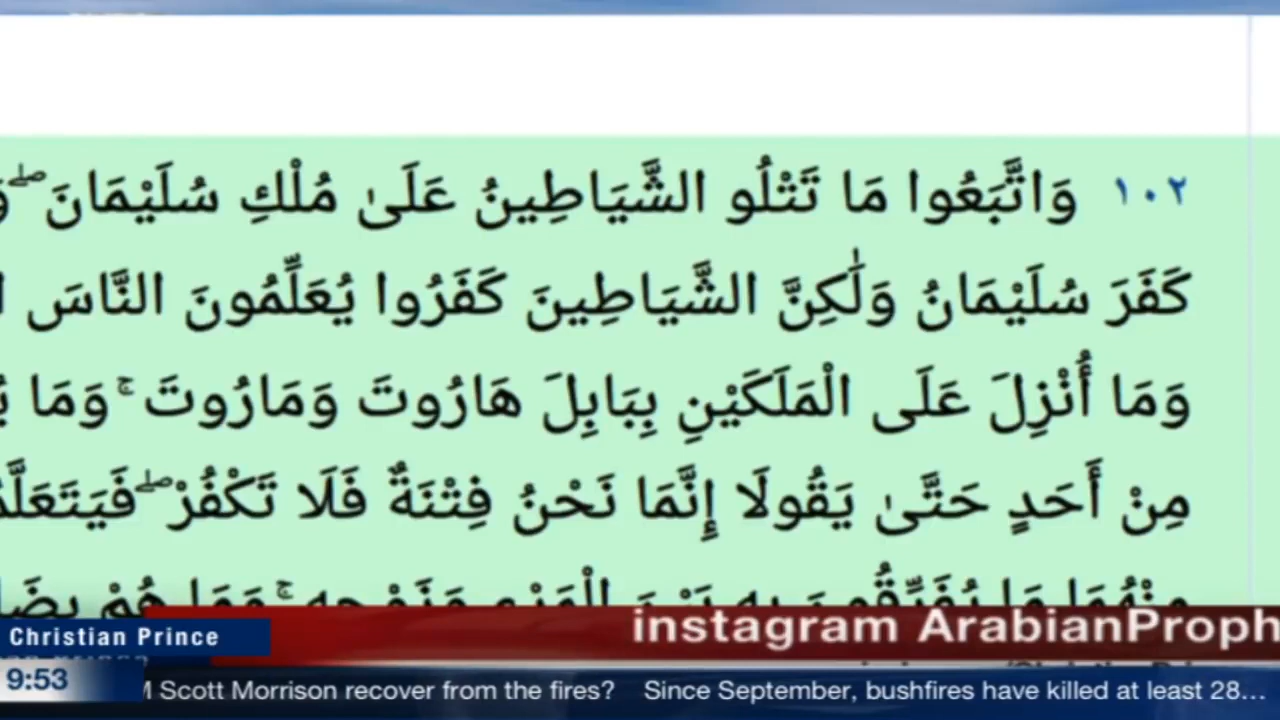 ١٠٢ وَاتَّبَعُوا مَا تَتْلُو الشَّيَاطِينُ عَلَىٰ مُلْكِ سُلَيْمَانَ ۖ
كَفَرَ سُلَيْمَانُ وَلَٰكِنَّ الشَّيَاطِينَ كَفَرُوا يُعَلِّمُونَ النَّاسَ
وَمَا أُنْزِلَ عَلَى الْمَلَكَيْنِ بِبَابِلَ هَارُوتَ وَمَارُوتَ ۚ وَمَا
مِنْ أَحَدٍ حَتَّىٰ يَقُولَا إِنَّمَا نَحْنُ فِتْنَةٌ فَلَا تَكْفُرْ ۖ
مِنْهُمَا مَا يُفَرِّقُونَ بِهِ بَيْنَ الْمَرْءِ وَزَوْجِهِ ۚ وَمَا هُمْ
instagram ArabianProph
Christian Prince
9:53
M Scott Morrison recover from the fires? Since September, bushfires have killed at least 28...